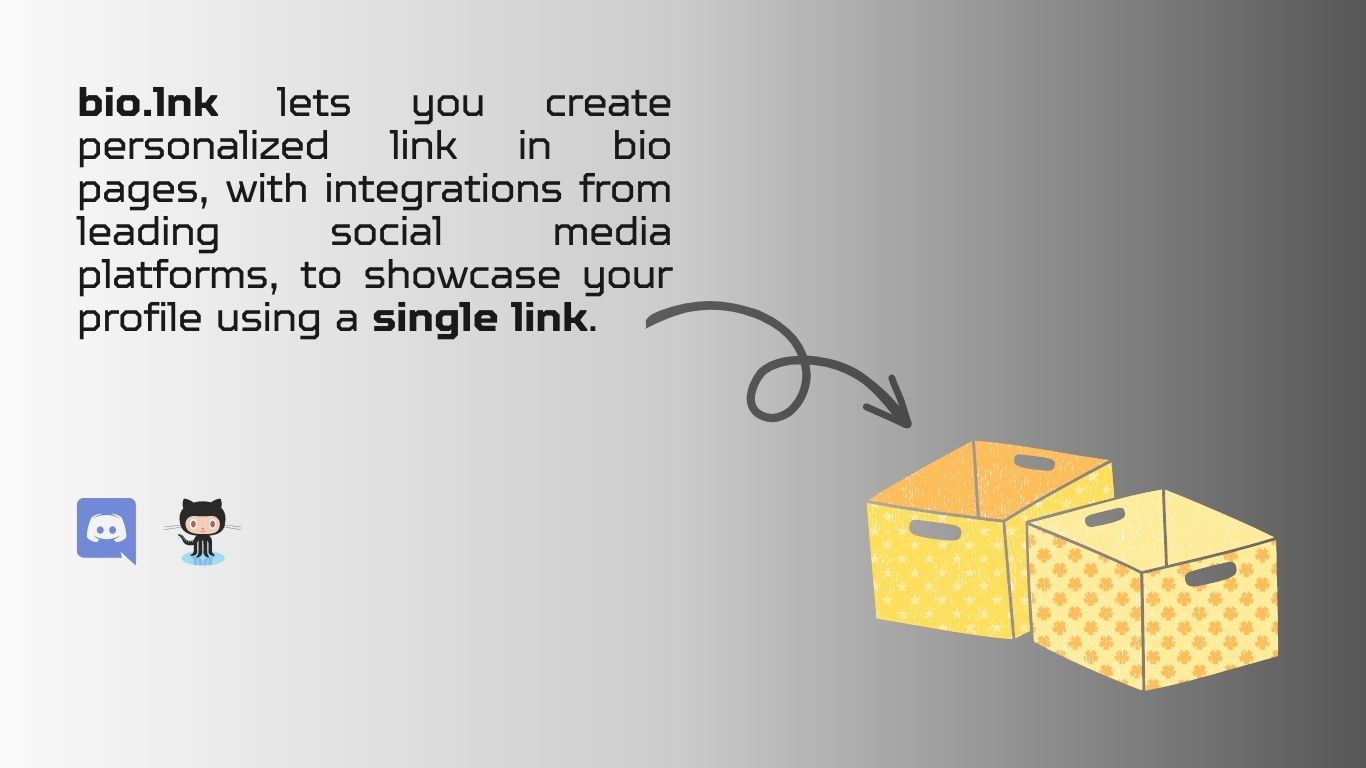 bio.lnk lets you create
personalized link in bio
pages, with integrations from
leading social media
platforms, to showcase your
profile using a single link.